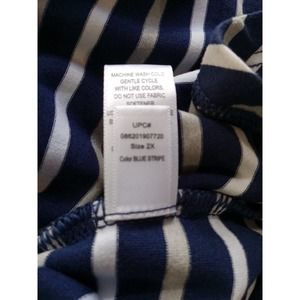 MACHINE WASH COLD
GENTLE CYCLE
WITH LIKE COLORS.
DO NOT USE FABRIC
SOFTENER
UPC#
086201907720
Size 2X
Color BLUE STRIPE